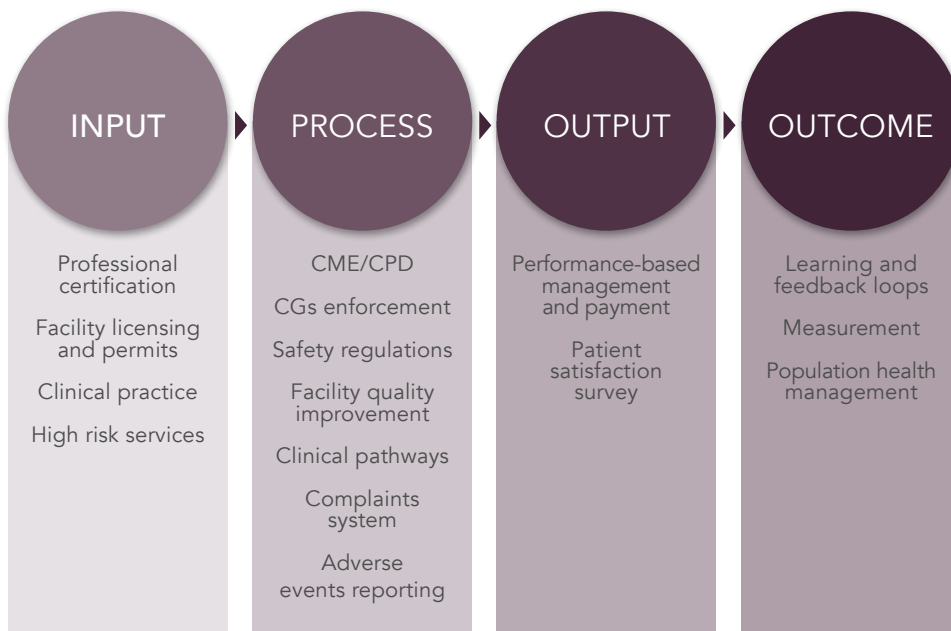 INPUT
Professional
certification
Facility licensing
and permits
Clinical practice
High risk services
PROCESS
CME/CPD
CGs enforcement
Safety regulations
Facility quality
improvement
Clinical pathways
Complaints
system
Adverse
events reporting
OUTPUT
Performance-based
management
and payment
Patient
satisfaction
survey
OUTCOME
Learning and
feedback loops
Measurement
Population health
management